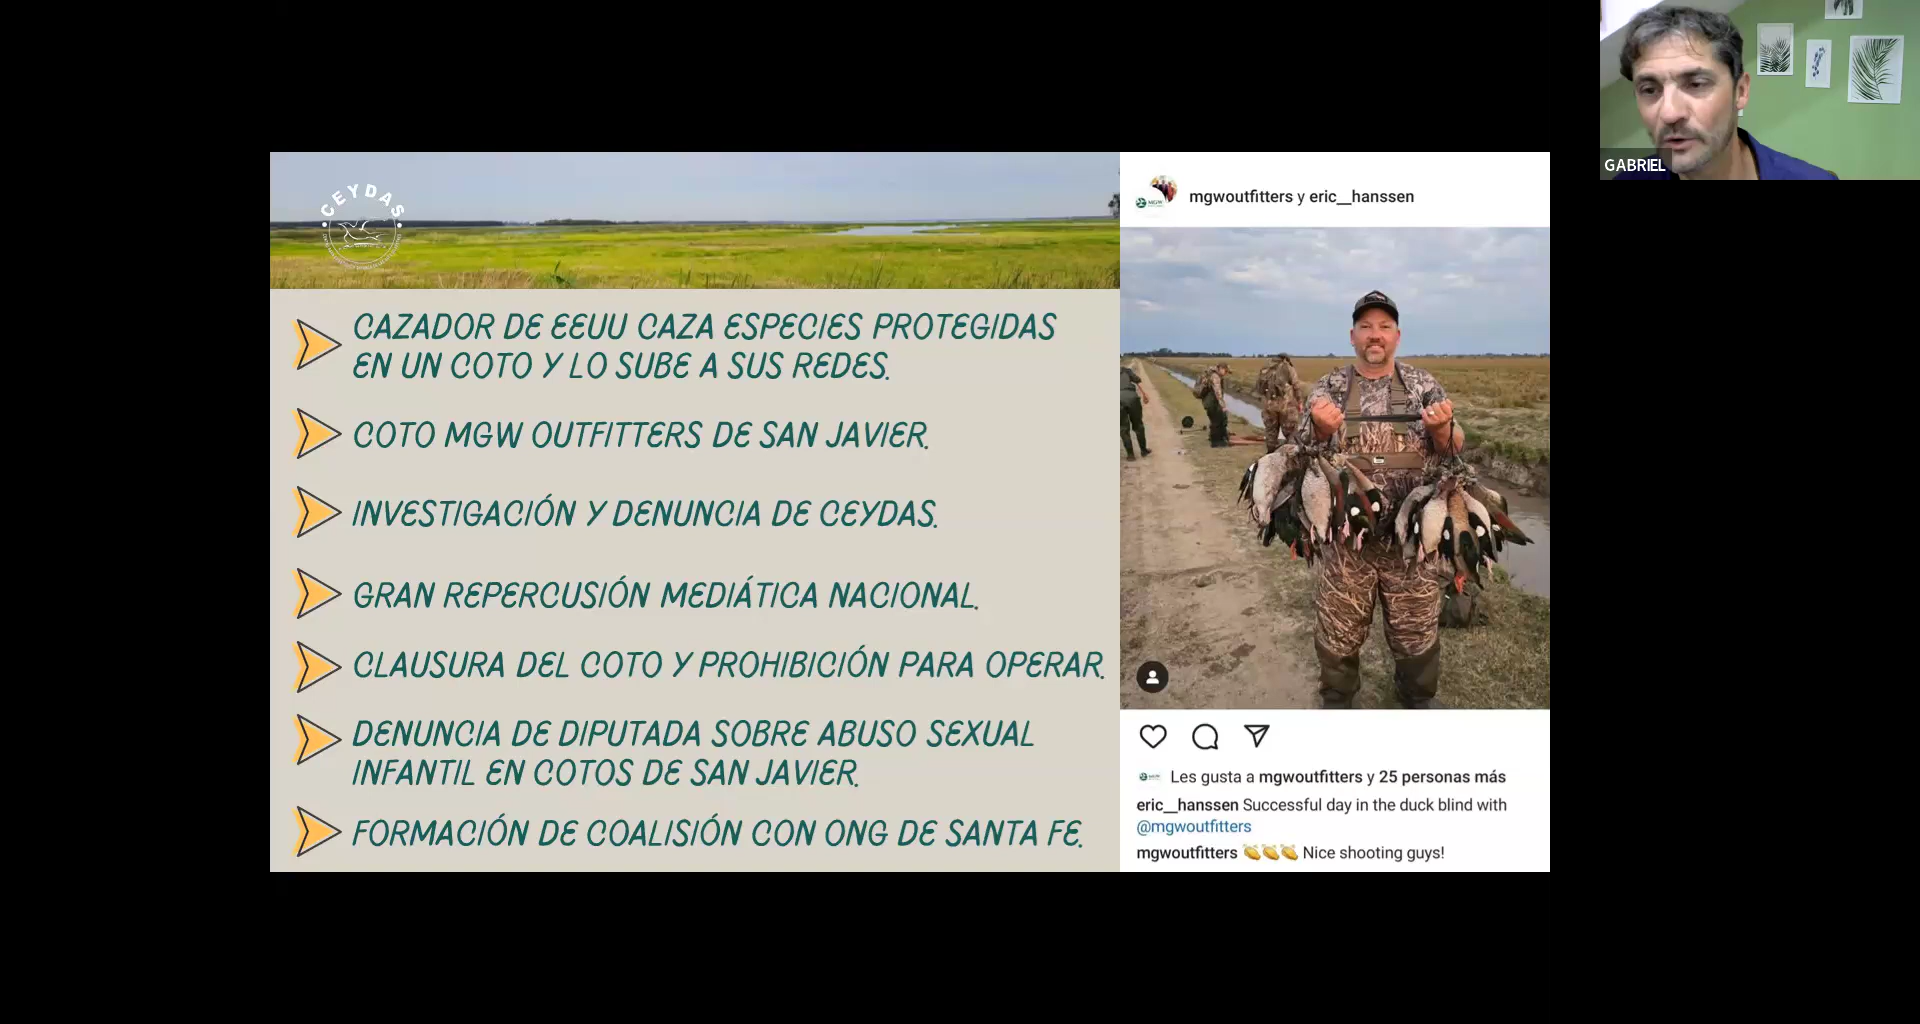 GABRIEL
CEYDAS
CAZADOR DE EEUU CAZA ESPECIES PROTEGIDAS
EN UN COTO Y LO SUBE A SUS REDES.
COTO MGW OUTFITTERS DE SAN JAVIER.
INVESTIGACIÓN Y DENUNCIA DE CEYDAS.
GRAN REPERCUSIÓN MEDIÁTICA NACIONAL.
CLAUSURA DEL COTO Y PROHIBICIÓN PARA OPERAR.
DENUNCIA DE DIPUTADA SOBRE ABUSO SEXUAL
INFANTIL EN COTOS DE SAN JAVIER.
FORMACIÓN DE COALISIÓN CON ONG DE SANTA FE.
mgwoutfitters y eric__hanssen
Les gusta a mgwoutfitters y 25 personas más
eric__hanssen Successful day in the duck blind with
@mgwoutfitters
mgwoutfitters 👏👏👏 Nice shooting guys!